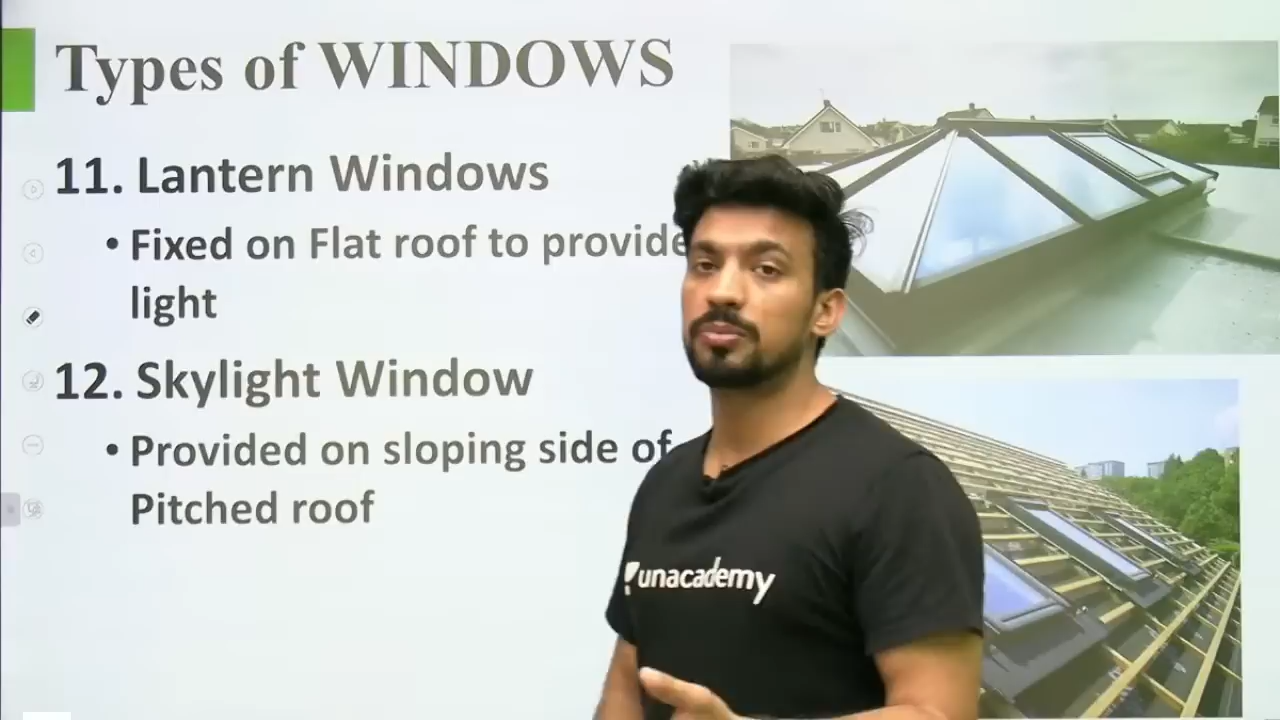 Types of WINDOWS
11. Lantern Windows
• Fixed on Flat roof to provide
light
12. Skylight Window
• Provided on sloping side of
Pitched roof
unacademy